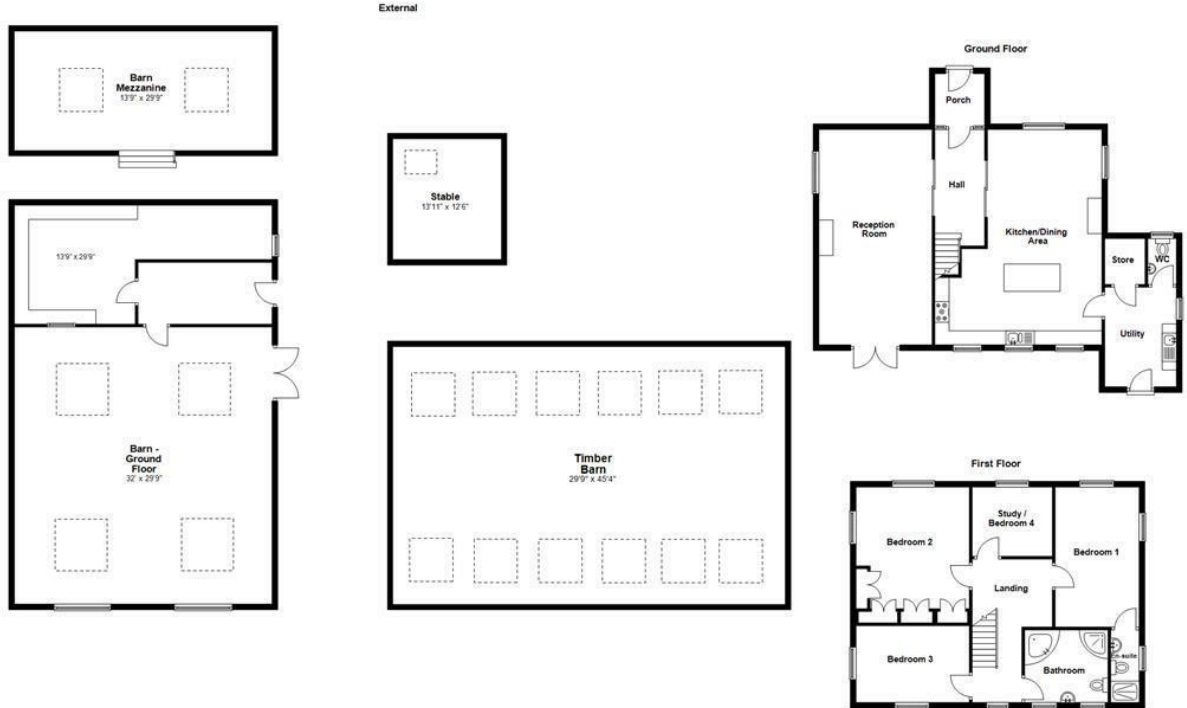 External
Barn
Mezzanine
13'9" x 29'9"
13'9" x 29'9"
Barn -
Ground
Floor
32' x 29'9"
Stable
13'11" x 12'6"
Timber
Barn
29'9" x 45'4"
Ground Floor
Porch
Hall
Reception
Room
Kitchen/Dining
Area
Store
WC
Utility
First Floor
Study /
Bedroom 4
Bedroom 2
Bedroom 1
Landing
Bedroom 3
Bathroom
En-suite